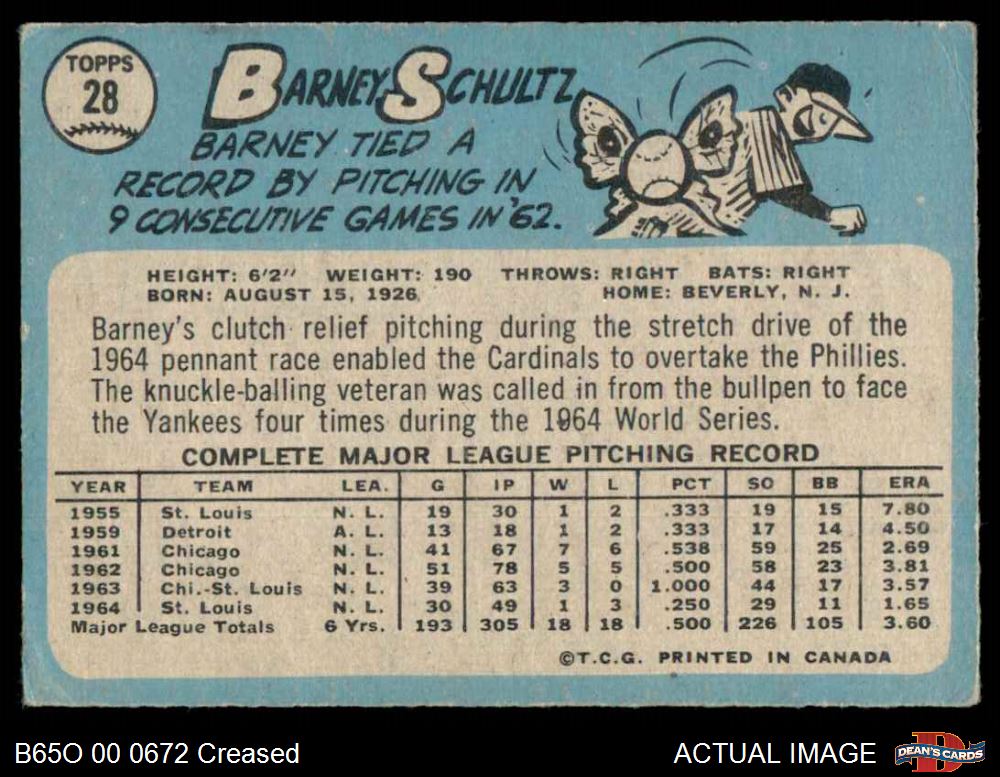 TOPPS
28
BARNEY SCHULTZ
BARNEY TIED A
RECORD BY PITCHING IN
9 CONSECUTIVE GAMES IN '62.
HEIGHT: 6'2" WEIGHT: 190 THROWS: RIGHT BATS: RIGHT
BORN: AUGUST 15, 1926 HOME: BEVERLY, N. J.
Barney's clutch relief pitching during the stretch drive of the
1964 pennant race enabled the Cardinals to overtake the Phillies.
The knuckle-balling veteran was called in from the bullpen to face
the Yankees four times during the 1964 World Series.
COMPLETE MAJOR LEAGUE PITCHING RECORD
YEAR TEAM LEA. G IP W L PCT SO BB ERA
1955 St. Louis N. L. 19 30 1 2 .333 19 15 7.80
1959 Detroit A. L. 13 18 1 2 .333 17 14 4.50
1961 Chicago N. L. 41 67 7 6 .538 59 25 2.69
1962 Chicago N. L. 51 78 5 5 .500 58 23 3.81
1963 Chi.-St. Louis N. L. 39 63 3 0 1.000 44 17 3.57
1964 St. Louis N. L. 30 49 1 3 .250 29 11 1.65
Major League Totals 6 Yrs. 193 305 18 18 .500 226 105 3.60
©T.C.G. PRINTED IN CANADA
B65O 00 0672 Creased
ACTUAL IMAGE
DEAN'S CARDS